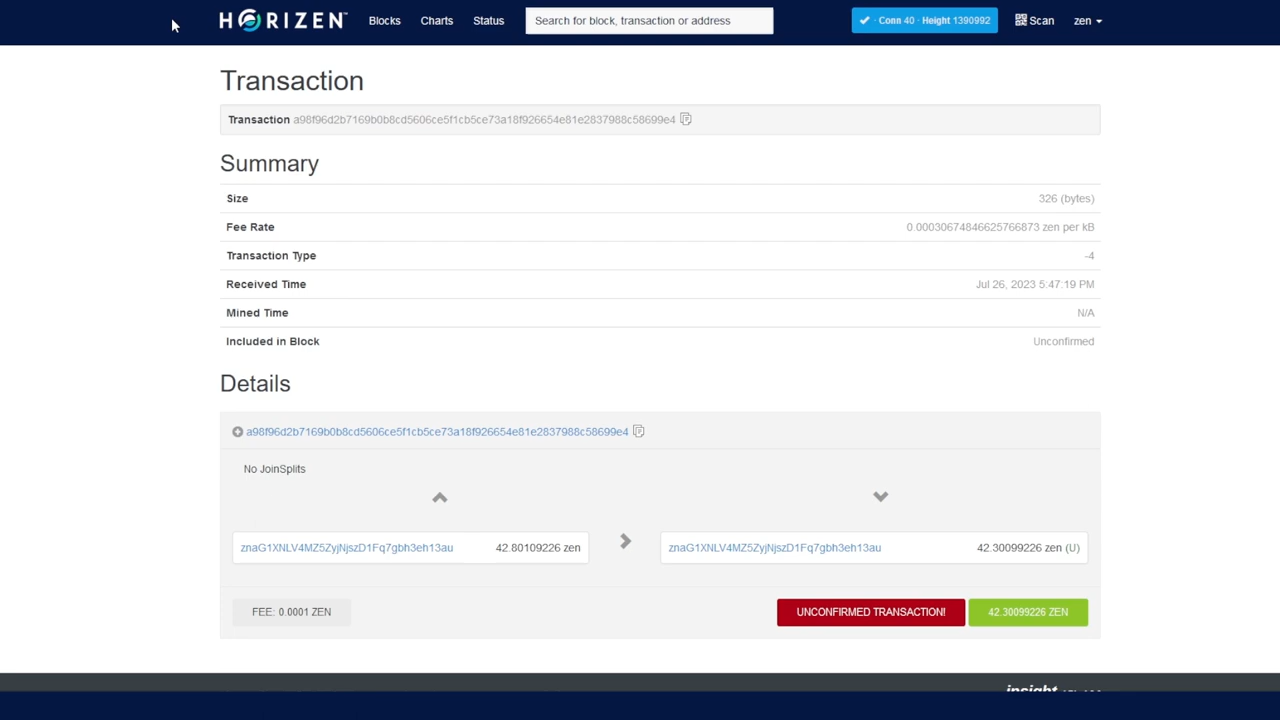 HORIZEN Blocks Charts Status Search for block, transaction or address · Conn 40 · Height 1390992 Scan zen
Transaction
Transaction a98f96d2b7169b0b8cd5606ce5f1cb5ce73a18f926654e81e2837988c58699e4
Summary
Size 326 (bytes)
Fee Rate 0.00030674846625766873 zen per kB
Transaction Type -4
Received Time Jul 26, 2023 5:47:19 PM
Mined Time N/A
Included in Block Unconfirmed
Details
a98f96d2b7169b0b8cd5606ce5f1cb5ce73a18f926654e81e2837988c58699e4
No JoinSplits
znaG1XNLV4MZ5ZyjNjszD1Fq7gbh3eh13au 42.80109226 zen znaG1XNLV4MZ5ZyjNjszD1Fq7gbh3eh13au 42.30099226 zen (U)
FEE: 0.0001 ZEN UNCONFIRMED TRANSACTION! 42.30099226 ZEN
insight